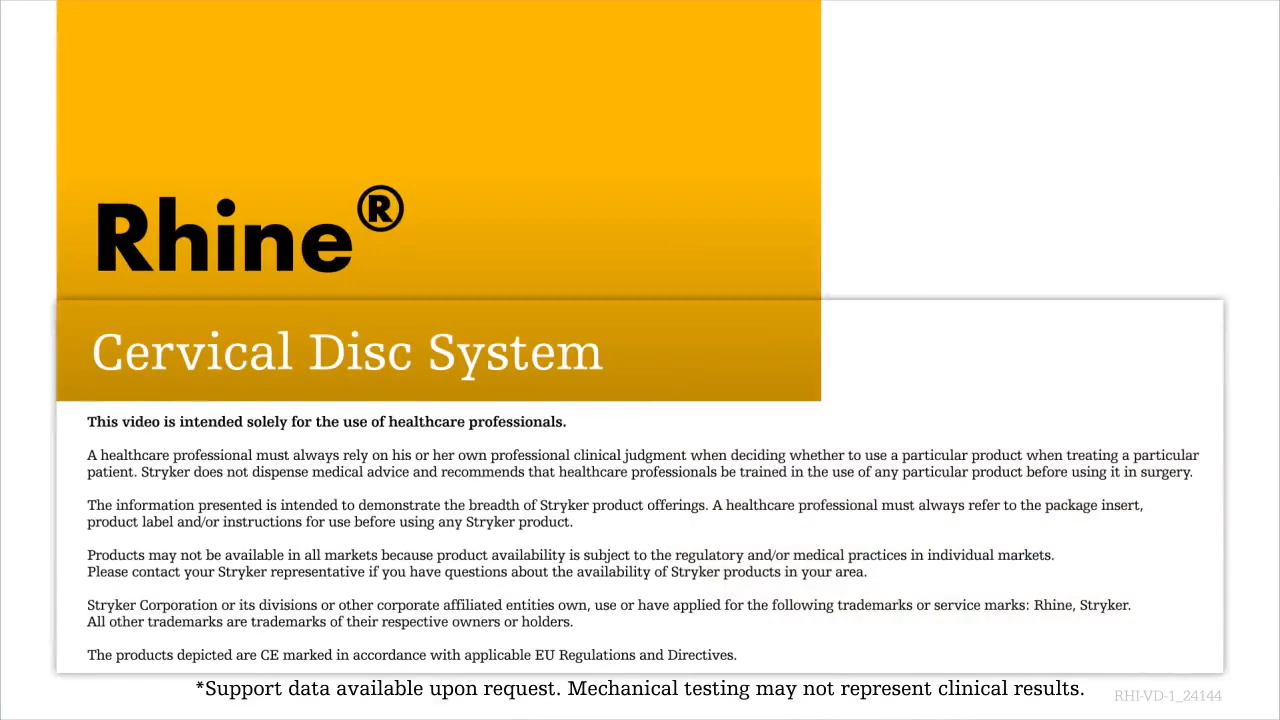 Rhine®
Cervical Disc System
This video is intended solely for the use of healthcare professionals.
A healthcare professional must always rely on his or her own professional clinical judgment when deciding whether to use a particular product when treating a particular
patient. Stryker does not dispense medical advice and recommends that healthcare professionals be trained in the use of any particular product before using it in surgery.
The information presented is intended to demonstrate the breadth of Stryker product offerings. A healthcare professional must always refer to the package insert,
product label and/or instructions for use before using any Stryker product.
Products may not be available in all markets because product availability is subject to the regulatory and/or medical practices in individual markets.
Please contact your Stryker representative if you have questions about the availability of Stryker products in your area.
Stryker Corporation or its divisions or other corporate affiliated entities own, use or have applied for the following trademarks or service marks: Rhine, Stryker.
All other trademarks are trademarks of their respective owners or holders.
The products depicted are CE marked in accordance with applicable EU Regulations and Directives.
*Support data available upon request. Mechanical testing may not represent clinical results.
RHI-VD-1_24144